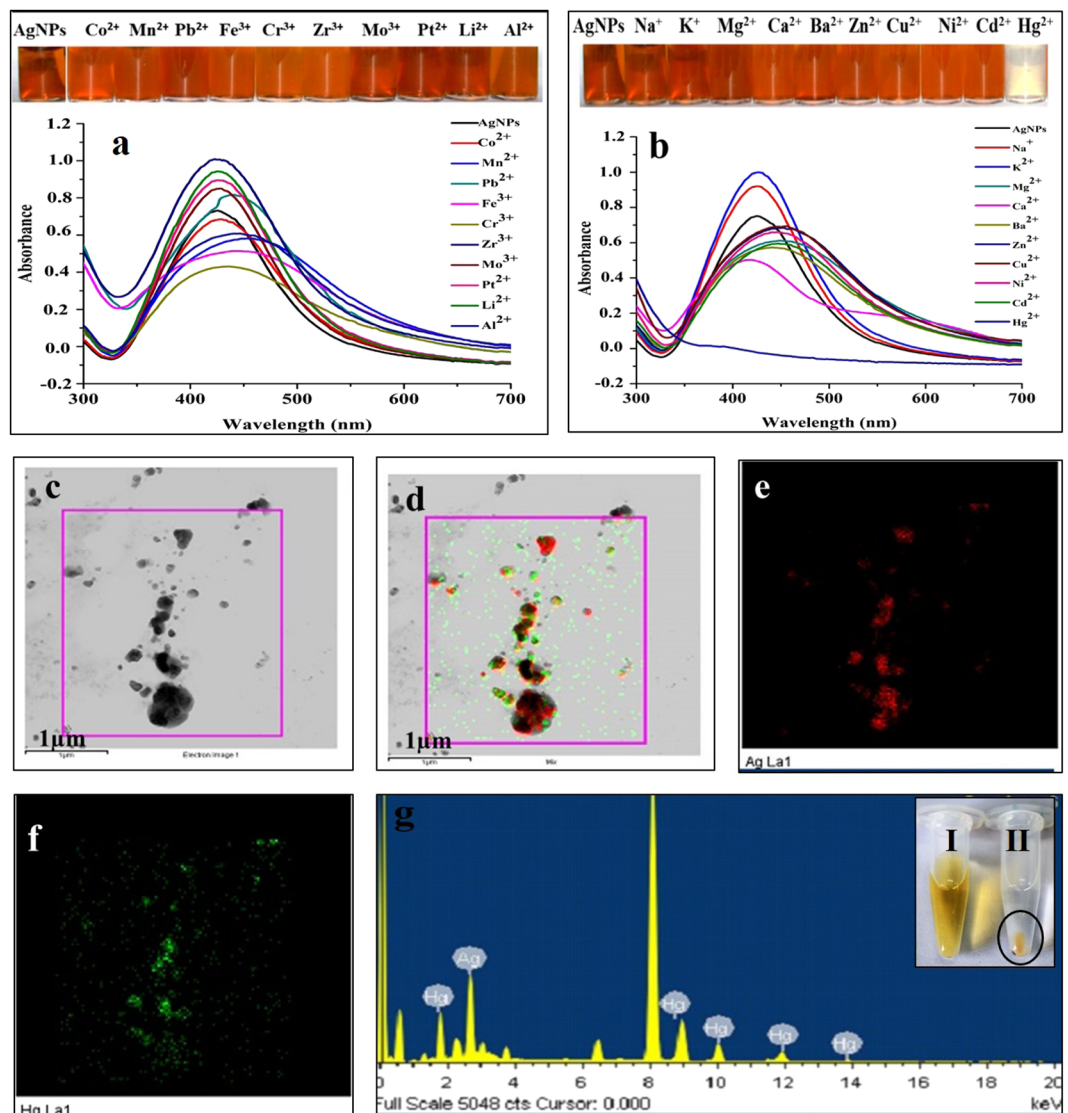 AgNPs Co²⁺ Mn²⁺ Pb²⁺ Fe³⁺ Cr³⁺ Zr³⁺ Mo³⁺ Pt²⁺ Li²⁺ Al²⁺
a
1.2
1.0
0.8
0.6
0.4
0.2
0.0
-0.2
Absorbance
300 400 500 600 700
Wavelength (nm)
AgNPs
Co²⁺
Mn²⁺
Pb²⁺
Fe³⁺
Cr³⁺
Zr³⁺
Mo³⁺
Pt²⁺
Li²⁺
Al²⁺
AgNPs Na⁺ K⁺ Mg²⁺ Ca²⁺ Ba²⁺ Zn²⁺ Cu²⁺ Ni²⁺ Cd²⁺ Hg²⁺
b
1.2
1.0
0.8
0.6
0.4
0.2
0.0
-0.2
Absorbance
300 400 500 600 700
Wavelength (nm)
AgNPs
Na⁺
K²⁺
Mg²⁺
Ca²⁺
Ba²⁺
Zn²⁺
Cu
Ni²⁺
Cd²⁺
Hg²⁺
c
1µm
1µm
Electron Image 1
d
1µm
1µm
Mix
e
Ag La1
f
Hg La1
g
I II
Hg
Ag
Hg
Hg
Hg
Hg
0 2 4 6 8 10 12 14 16 18 20
Full Scale 5048 cts Cursor: 0.000
keV